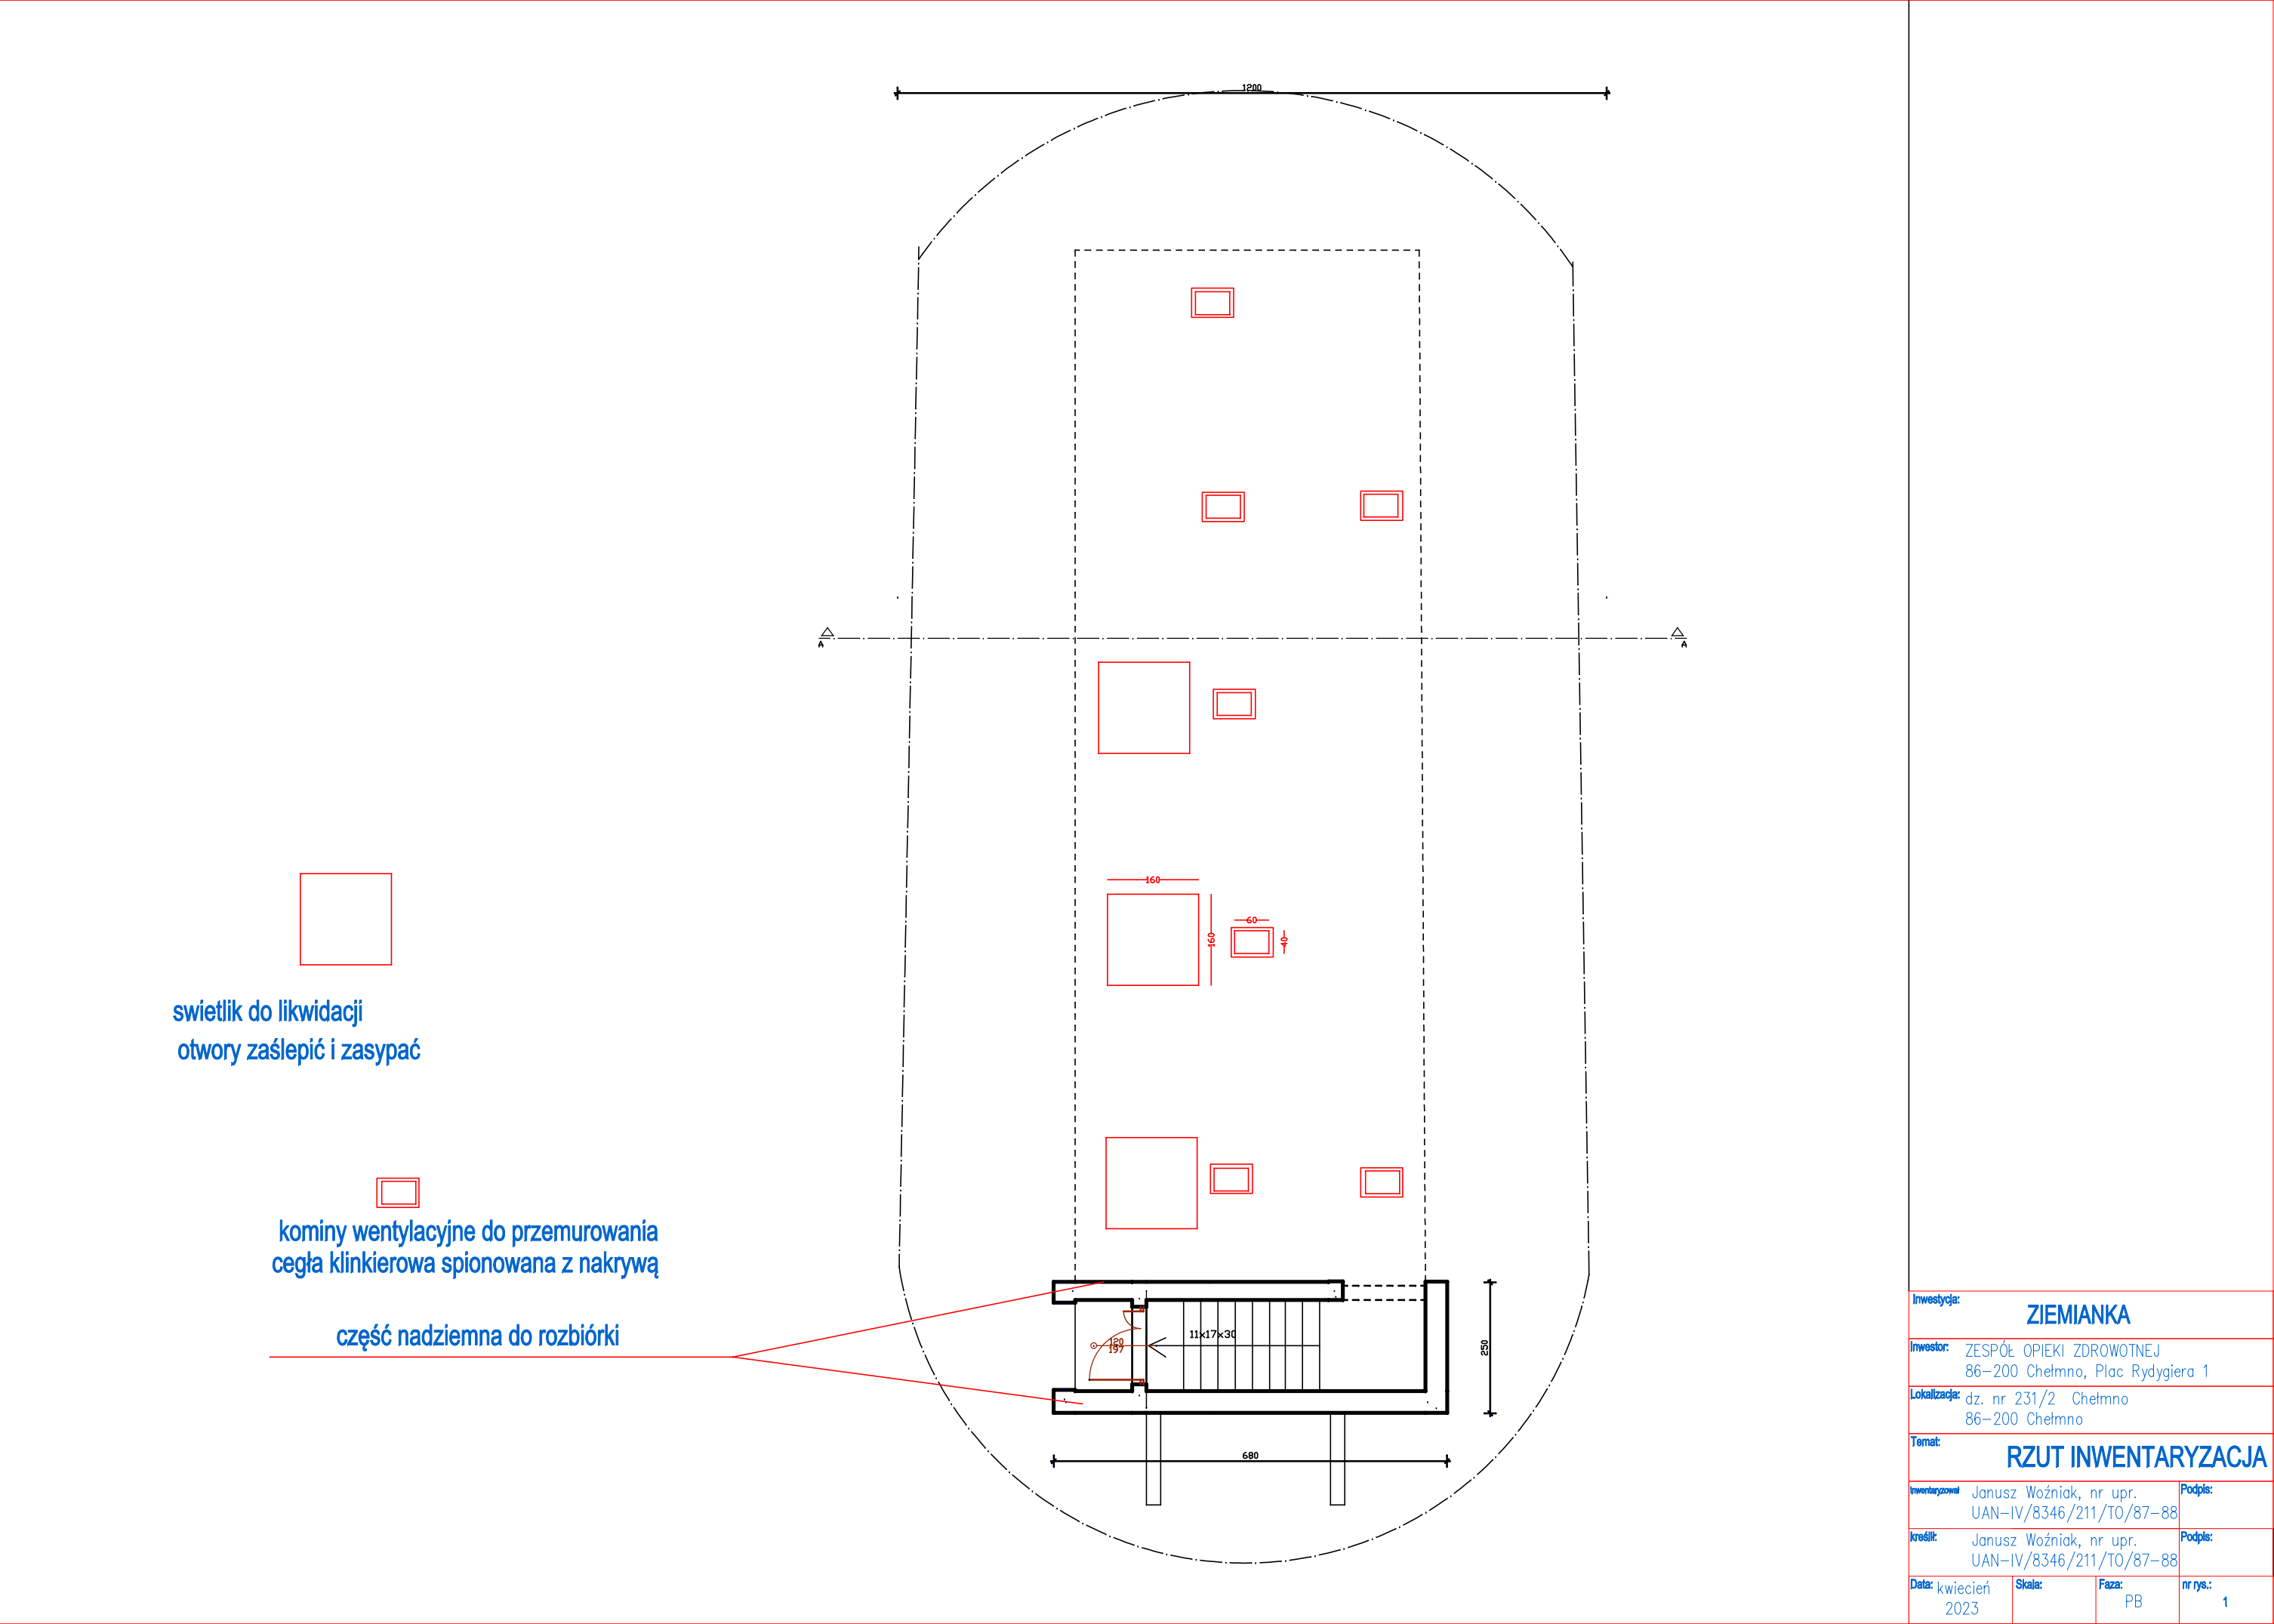 1200
A
A
160
160
60
40
swietlik do likwidacji
otwory zaślepić i zasypać
kominy wentylacyjne do przemurowania
cegła klinkierowa spionowana z nakrywą
część nadziemna do rozbiórki
11x17x30
120
197
250
680
Inwestycja:
ZIEMIANKA
Inwestor:
ZESPÓŁ OPIEKI ZDROWOTNEJ
86-200 Chełmno, Plac Rydygiera 1
Lokalizacja:
dz. nr 231/2 Chełmno
86-200 Chełmno
Temat:
RZUT INWENTARYZACJA
Inwentaryzował
Janusz Woźniak, nr upr.
UAN-IV/8346/211/TO/87-88
Podpis:
kreślił:
Janusz Woźniak, nr upr.
UAN-IV/8346/211/TO/87-88
Podpis:
Data: kwiecień
2023
Skala:
Faza:
PB
nr rys.:
1